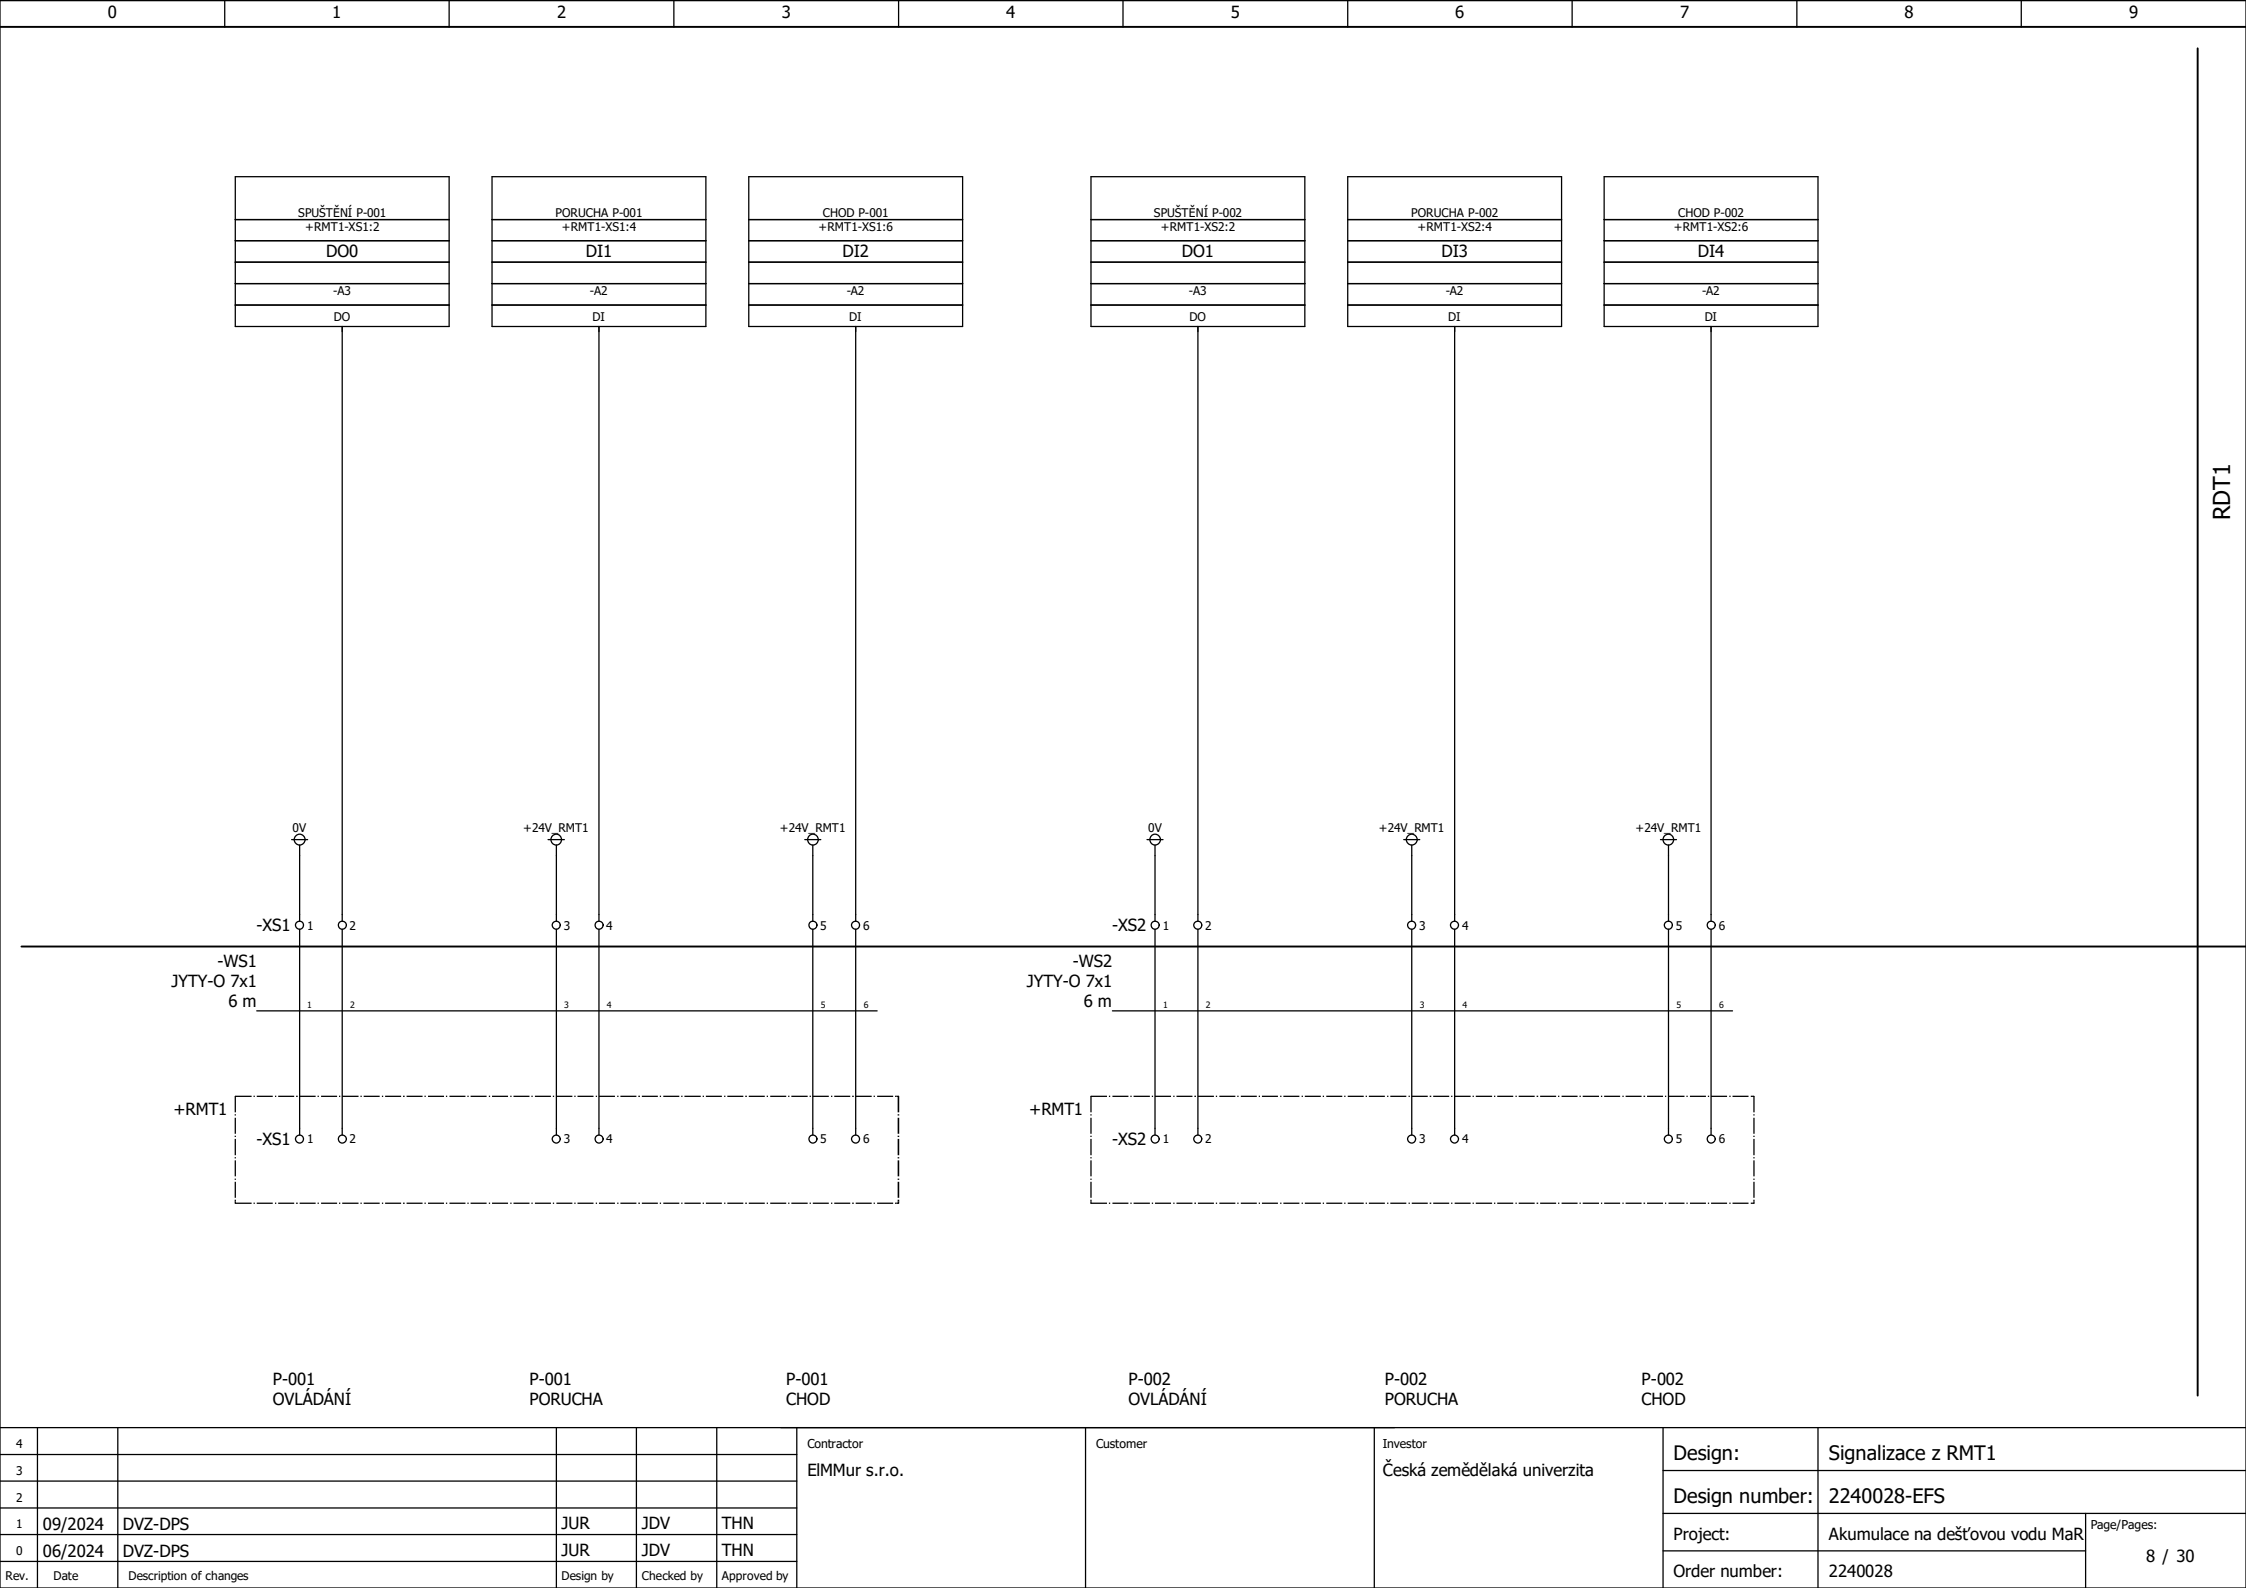 0 1 2 3 4 5 6 7 8 9
SPUŠTĚNÍ P-001
+RMT1-XS1:2
DO0
-A3
DO
PORUCHA P-001
+RMT1-XS1:4
DI1
-A2
DI
CHOD P-001
+RMT1-XS1:6
DI2
-A2
DI
SPUŠTĚNÍ P-002
+RMT1-XS2:2
DO1
-A3
DO
PORUCHA P-002
+RMT1-XS2:4
DI3
-A2
DI
CHOD P-002
+RMT1-XS2:6
DI4
-A2
DI
RDT1
0V +24V_RMT1 +24V_RMT1 0V +24V_RMT1 +24V_RMT1
-XS1 1 2 3 4 5 6 -XS2 1 2 3 4 5 6
-WS1
JYTY-O 7x1
6 m
1 2 3 4 5 6
-WS2
JYTY-O 7x1
6 m
1 2 3 4 5 6
+RMT1
-XS1 1 2 3 4 5 6
+RMT1
-XS2 1 2 3 4 5 6
P-001
OVLÁDÁNÍ
P-001
PORUCHA
P-001
CHOD
P-002
OVLÁDÁNÍ
P-002
PORUCHA
P-002
CHOD
4
3
2
1 09/2024 DVZ-DPS JUR JDV THN
0 06/2024 DVZ-DPS JUR JDV THN
Rev. Date Description of changes Design by Checked by Approved by
Contractor
ElMMur s.r.o.
Customer
Investor
Česká zemědělaká univerzita
Design: Signalizace z RMT1
Design number: 2240028-EFS
Project: Akumulace na dešťovou vodu MaR
Order number: 2240028
Page/Pages:
8 / 30